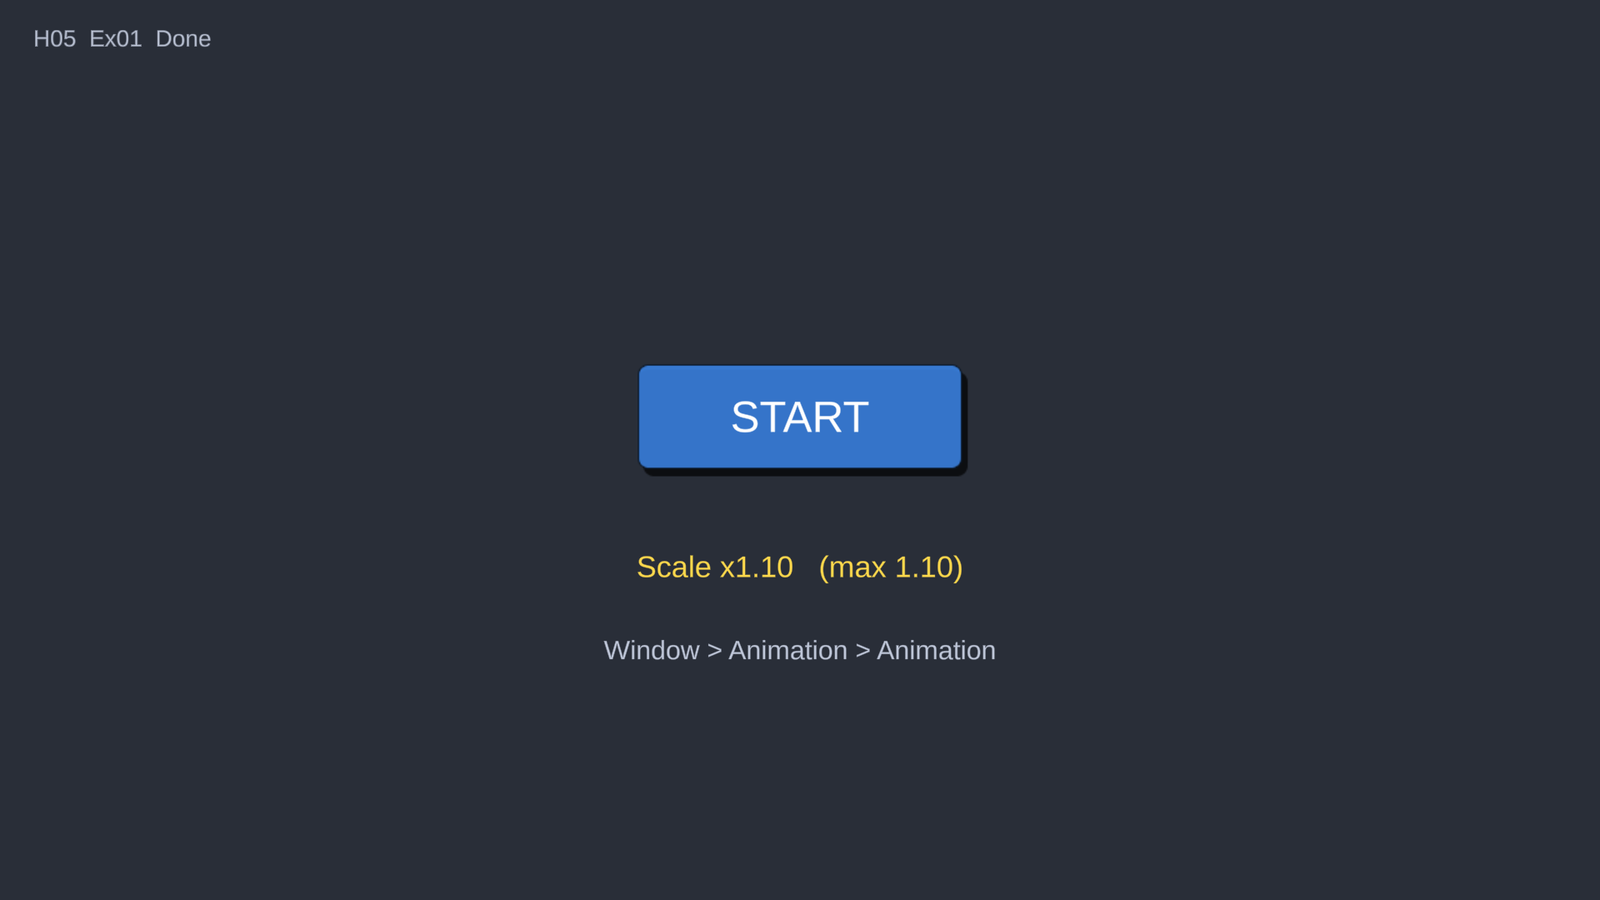 H05 Ex01 Done
START
Scale x1.10 (max 1.10)
Window > Animation > Animation